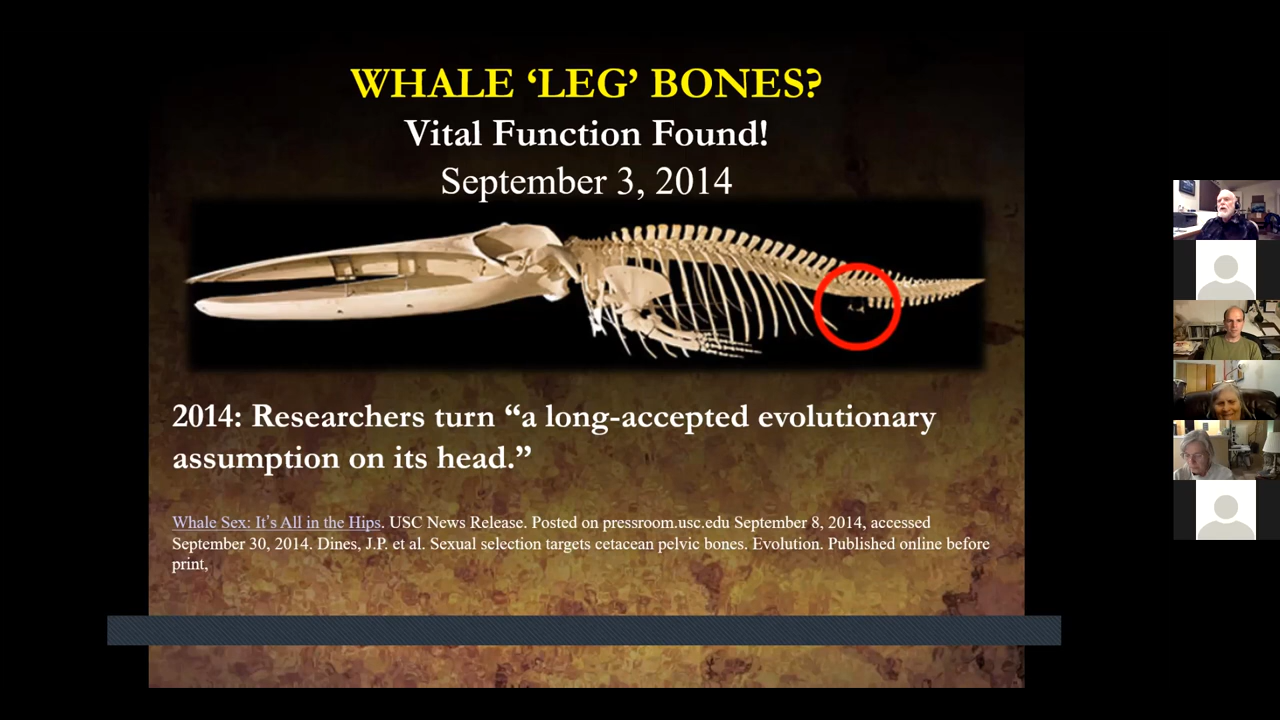 WHALE ‘LEG’ BONES?
Vital Function Found!
September 3, 2014
2014: Researchers turn “a long-accepted evolutionary
assumption on its head.”
Whale Sex: It’s All in the Hips. USC News Release. Posted on pressroom.usc.edu September 8, 2014, accessed
September 30, 2014. Dines, J.P. et al. Sexual selection targets cetacean pelvic bones. Evolution. Published online before
print,